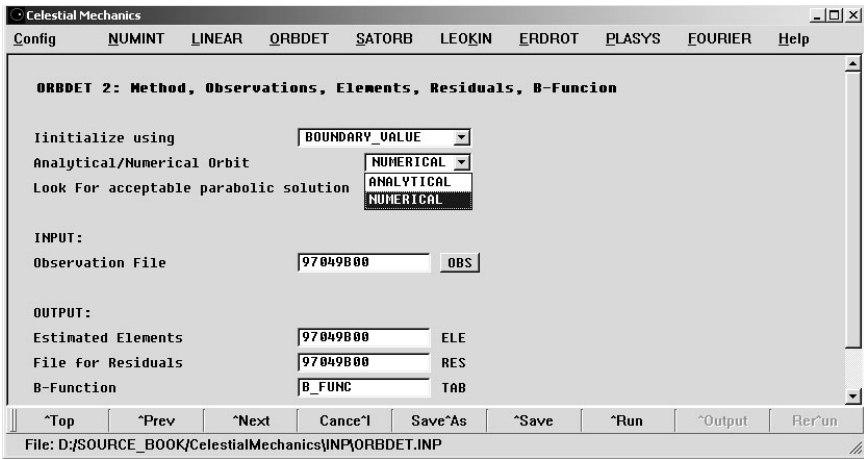 Celestial Mechanics
Config NUMINT LINEAR ORBDET SATORB LEOKIN ERDROT PLASYS FOURIER Help
ORBDET 2: Method, Observations, Elements, Residuals, B-Funcion
Iinitialize using BOUNDARY_VALUE
Analytical/Numerical Orbit NUMERICAL
ANALYTICAL
Look For acceptable parabolic solution
NUMERICAL
INPUT:
Observation File 97049B00 OBS
OUTPUT:
Estimated Elements 97049B00 ELE
File for Residuals 97049B00 RES
B-Function B_FUNC TAB
^Top ^Prev ^Next Cance^l Save^As ^Save ^Run ^Output Rer^un
File: D:/SOURCE_BOOK/CelestialMechanics\INP\ORBDET.INP